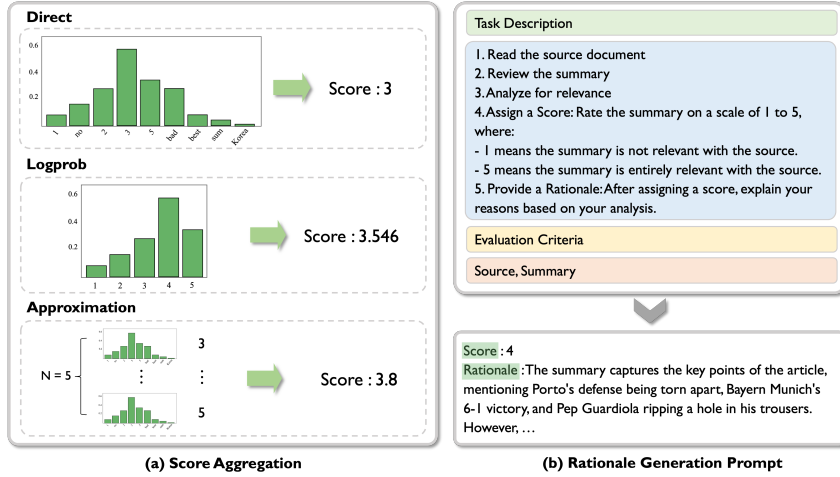 Direct
0.6
0.4
0.2
1 no 2 3 5 bad best sum Korea
Score : 3
Logprob
0.6
0.4
0.2
1 2 3 4 5
Score : 3.546
Approximation
N = 5
3
⋮ ⋮
5
Score : 3.8
(a) Score Aggregation
Task Description
1. Read the source document
2. Review the summary
3. Analyze for relevance
4. Assign a Score: Rate the summary on a scale of 1 to 5,
where:
- 1 means the summary is not relevant with the source.
- 5 means the summary is entirely relevant with the source.
5. Provide a Rationale: After assigning a score, explain your
reasons based on your analysis.
Evaluation Criteria
Source, Summary
Score : 4
Rationale : The summary captures the key points of the article,
mentioning Porto's defense being torn apart, Bayern Munich's
6-1 victory, and Pep Guardiola ripping a hole in his trousers.
However, …
(b) Rationale Generation Prompt